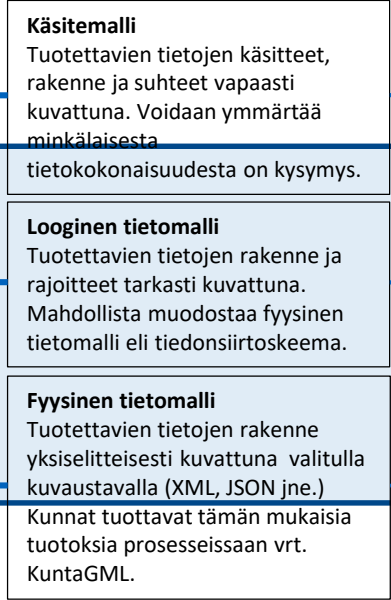 Käsitemalli
Tuotettavien tietojen käsitteet,
rakenne ja suhteet vapaasti
kuvattuna. Voidaan ymmärtää
minkälaisesta
tietokokonaisuudesta on kysymys.
Looginen tietomalli
Tuotettavien tietojen rakenne ja
rajoitteet tarkasti kuvattuna.
Mahdollista muodostaa fyysinen
tietomalli eli tiedonsiirtoskeema.
Fyysinen tietomalli
Tuotettavien tietojen rakenne
yksiselitteisesti kuvattuna valitulla
kuvaustavalla (XML, JSON jne.)
Kunnat tuottavat tämän mukaisia
tuotoksia prosesseissaan vrt.
KuntaGML.